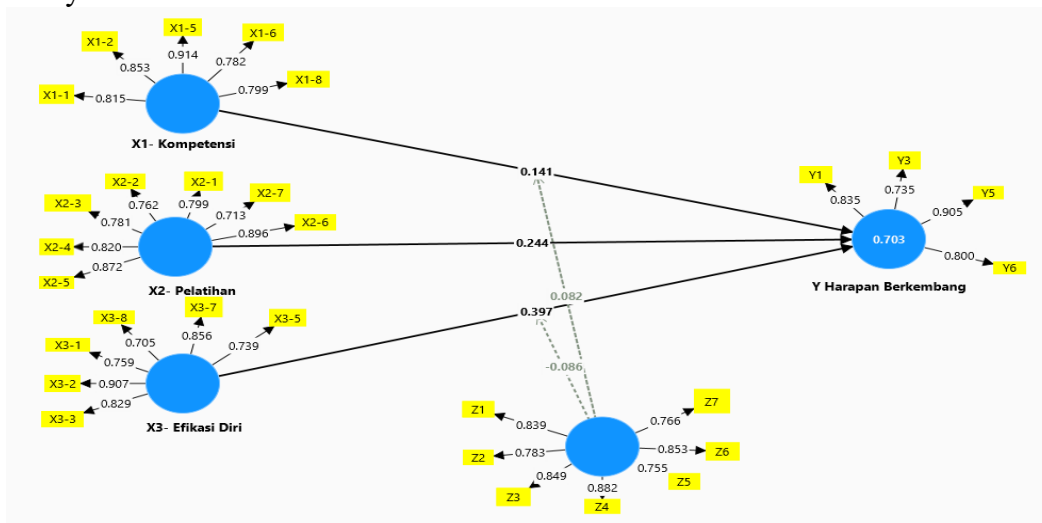 X1-5
X1-2
X1-6
0.914
0.853
0.782
X1-8
X1-1
0.815
0.799
X1- Kompetensi
0.141
X2-2
X2-1
X2-7
X2-3
0.762
0.799
0.713
0.781
X2-6
0.896
X2-4
0.820
0.872
X2-5
X2- Pelatihan
0.244
Y3
Y1
0.735
Y5
0.835
0.905
0.703
0.800
Y6
Y Harapan Berkembang
0.082
0.397
-0.086
X3-7
X3-8
X3-5
0.856
0.705
0.739
X3-1
0.759
X3-2
0.907
0.829
X3-3
X3- Efikasi Diri
Z1
0.839
Z7
0.766
Z2
0.783
0.853
Z6
0.849
0.755
Z5
Z3
0.882
Z4